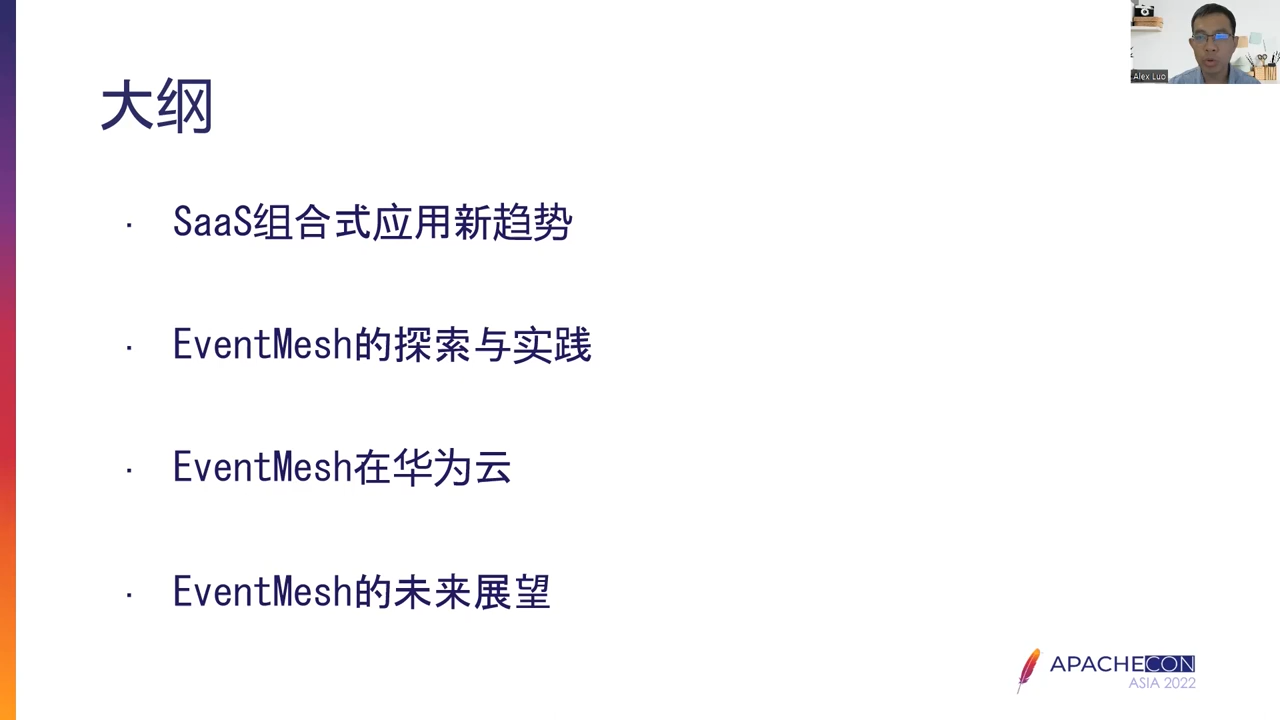 Alex Luo
大纲
· SaaS组合式应用新趋势
· EventMesh的探索与实践
· EventMesh在华为云
· EventMesh的未来展望
APACHECON
ASIA 2022